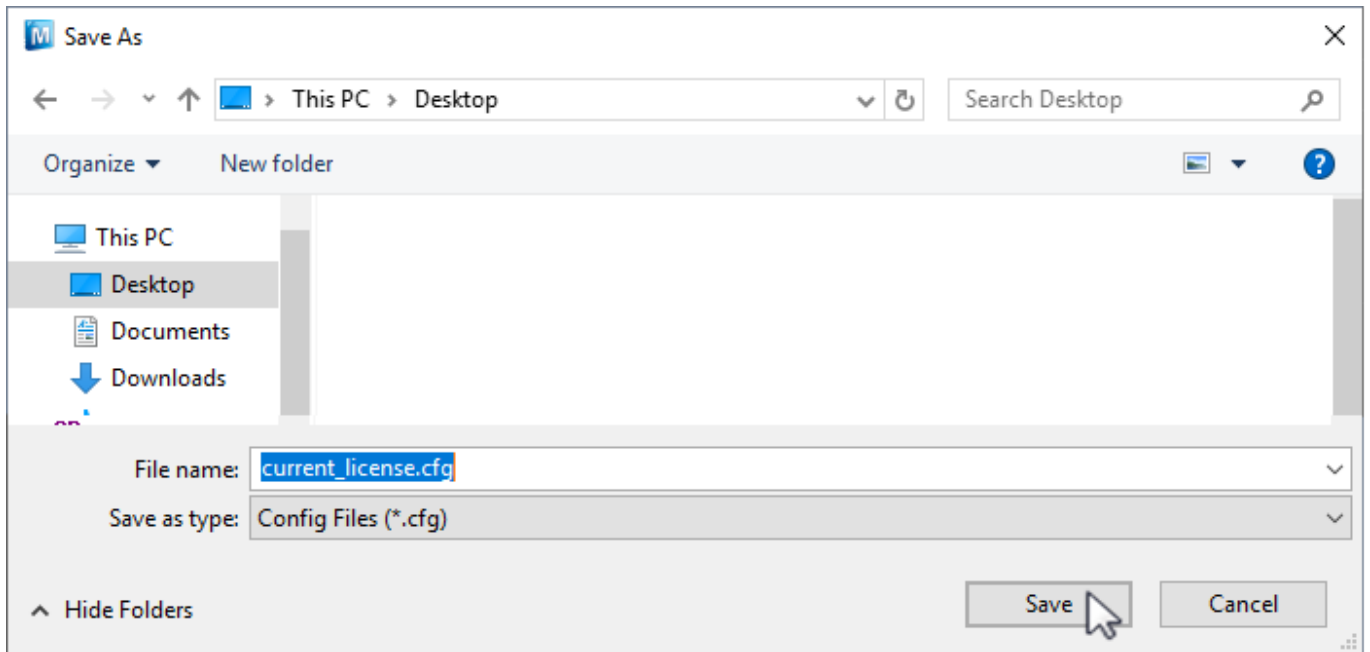 Save As
This PC > Desktop
Search Desktop
Organize
New folder
?
This PC
Desktop
Documents
Downloads
File name: current_license.cfg
Save as type: Config Files (*.cfg)
Hide Folders
Save
Cancel